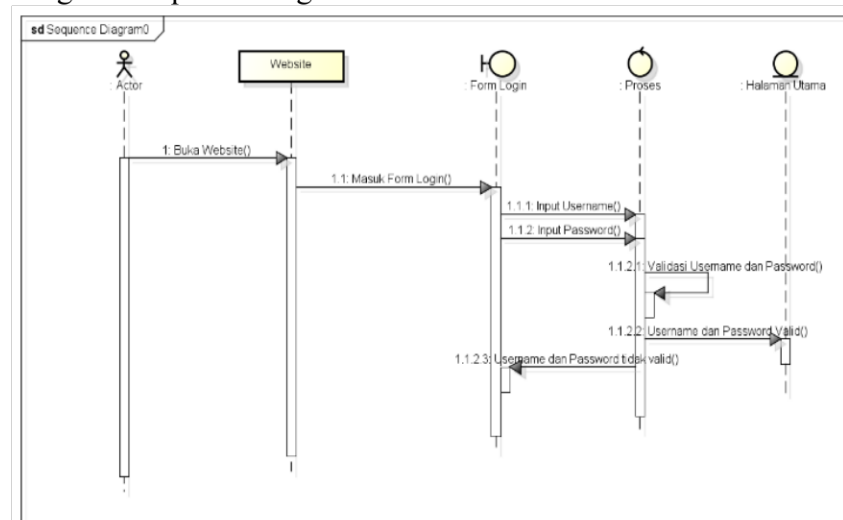 sd Sequence Diagram0
: Actor
Website
: Form Login
: Proses
: Halaman Utama
1: Buka Website()
1.1: Masuk Form Login()
1.1.1: Input Username()
1.1.2: Input Password()
1.1.2.1: Validasi Username dan Password()
1.1.2.2: Username dan Password Valid()
1.1.2.3: Username dan Password tidak valid()